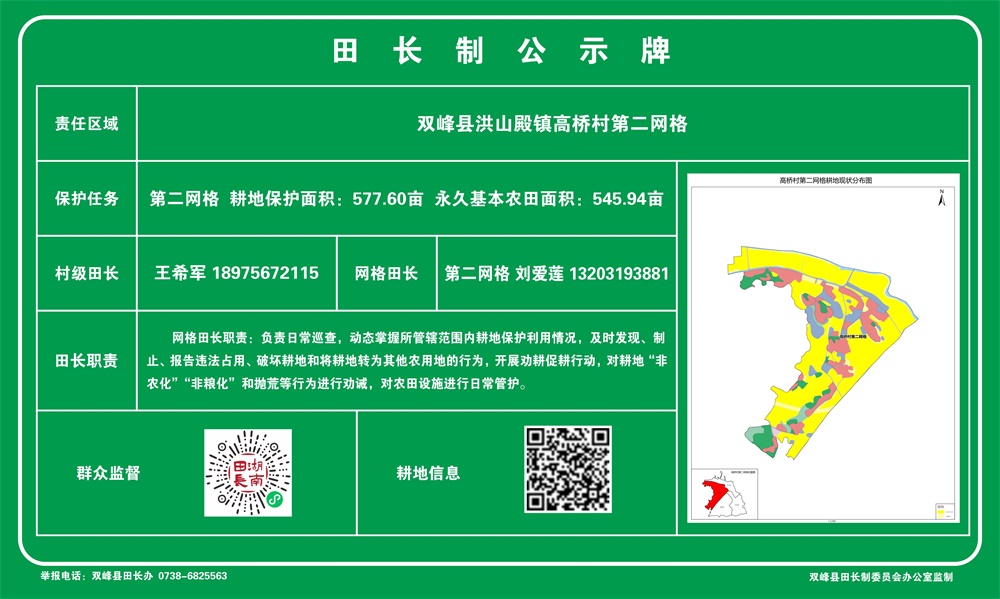 田长制公示牌
责任区域
双峰县洪山殿镇高桥村第二网格
保护任务
第二网格 耕地保护面积：577.60亩 永久基本农田面积：545.94亩
村级田长
王希军 18975672115
网格田长
第二网格 刘爱莲 13203193881
田长职责
网格田长职责：负责日常巡查，动态掌握所管辖范围内耕地保护利用情况，及时发现、制
止、报告违法占用、破坏耕地和将耕地转为其他农用地的行为，开展劝耕促耕行动，对耕地“非
农化”“非粮化”和抛荒等行为进行劝诫，对农田设施进行日常管护。
高桥村第二网格耕地现状分布图
N
高桥村第二网格
群众监督
湖南田長
耕地信息
举报电话：双峰县田长办 0738-6825563
双峰县田长制委员会办公室监制